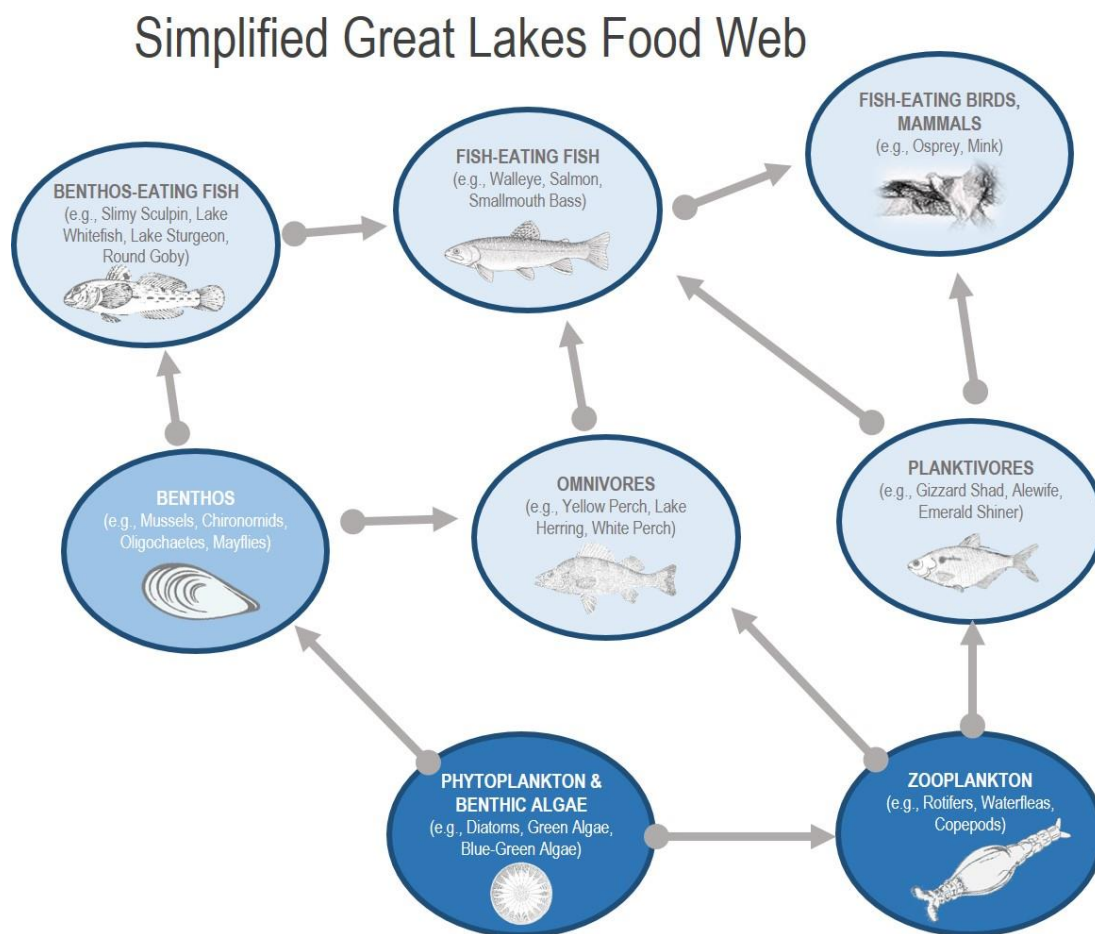 Simplified Great Lakes Food Web
FISH-EATING BIRDS,
MAMMALS
(e.g., Osprey, Mink)
FISH-EATING FISH
(e.g., Walleye, Salmon,
Smallmouth Bass)
BENTHOS-EATING FISH
(e.g., Slimy Sculpin, Lake
Whitefish, Lake Sturgeon,
Round Goby)
BENTHOS
(e.g., Mussels, Chironomids,
Oligochaetes, Mayflies)
OMNIVORES
(e.g., Yellow Perch, Lake
Herring, White Perch)
PLANKTIVORES
(e.g., Gizzard Shad, Alewife,
Emerald Shiner)
PHYTOPLANKTON &
BENTHIC ALGAE
(e.g., Diatoms, Green Algae,
Blue-Green Algae)
ZOOPLANKTON
(e.g., Rotifers, Waterfleas,
Copepods)